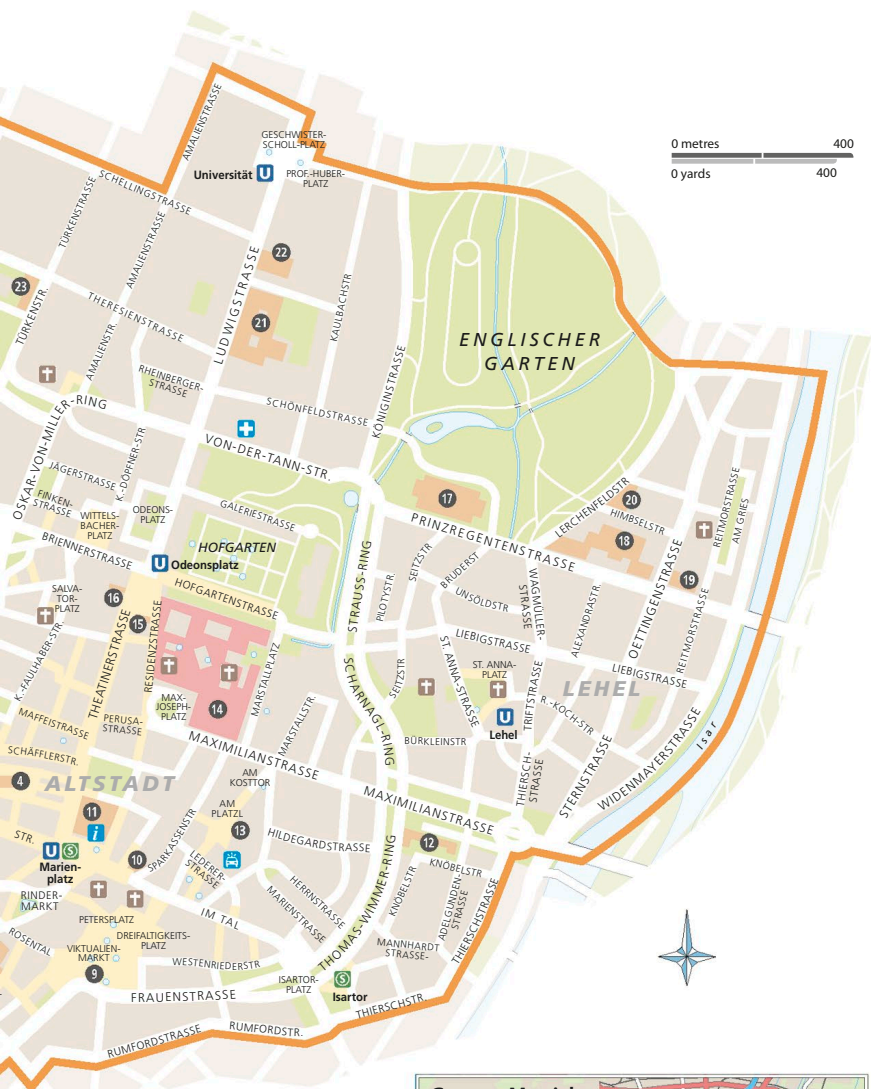 AMALIENSTRASSE
GESCHWISTER-
SCHOLL-PLATZ
0 metres 400
0 yards 400
Universität U
PROF.-HUBER-
PLATZ
SCHELLINGSTRASSE
TÜRKENSTRASSE
AMALIENSTRASSE
22
LUDWIGSTRASSE
KAULBACHSTR
23
TÜRKENSTR.
THERESIENSTRASSE
21
AMALIENSTR.
ENGLISCHER
GARTEN
KÖNIGINSTRASSE
RHEINBERGER-
STRASSE
SCHÖNFELDSTRASSE
OSKAR-VON-MILLER-RING
VON-DER-TANN-STR.
K.-DÖPFNER-STR
JÄGERSTRASSE
FINKEN-
STRASSE
WITTELS-
BACHER-
PLATZ
ODEONS-
PLATZ
GALERIESTRASSE
17
PRINZREGENTENSTRASSE
LERCHENFELDSTR
20
HIMBSELSTR
18
REITMORSTRASSE
AM GRIES
BRIENNERSTRASSE
HOFGARTEN
U Odeonsplatz
HOFGARTENSTRASSE
STRAUSS-RING
PILOTYSTR.
SEITZSTR
BRUDERST
UNSÖLDSTR
WAGMÜLLER-
STRASSE
ALEXANDRASTR.
OETTINGENSTRASSE
19
REITMORSTRASSE
SALVA-
TOR-
PLATZ
16
15
K.-FAULHABER-STR.
THEATINERSTRASSE
RESIDENZSTRASSE
LIEBIGSTRASSE
LIEBIGSTRASSE
ST. ANNA-
PLATZ
ST. ANNA-STRASSE
SEITZSTR
LEHEL
SCHARNAGL-RING
MARSTALLPLATZ
MAX-
JOSEPH-
PLATZ
14
PERUSA-
STRASSE
MAFFEISTRASSE
SCHÄFFLERSTR.
MARSTALLSTR.
U
Lehel
TRIFTSTRASSE
R.-KOCH-STR
BÜRKLEINSTR
MAXIMILIANSTRASSE
THIERSCH-
STRASSE
STERNSTRASSE
WIDENMAYERSTRASSE
Isar
4
ALTSTADT
AM
KOSTTOR
AM
PLATZL
MAXIMILIANSTRASSE
11
i
13
STR.
U S
Marien-
platz
10
SPARKASSENSTR
LEDERER-
STRASSE
HILDEGARDSTRASSE
12
KNÖBELSTR
KNÖBELSTR
ADELGUNDEN-
STRASSE
THIERSCHSTRASSE
RINDER-
MARKT
HERRNSTRASSE
MARIENSTRASSE
THOMAS-WIMMER-RING
PETERSPLATZ
IM TAL
ROSENTAL
DREIFALTIGKEITS-
PLATZ
VIKTUALIEN-
MARKT
9
WESTENRIEDERSTR
MANNHARDT
STRASSE-
ISARTOR-
PLATZ
S
Isartor
FRAUENSTRASSE
THIERSCHSTR.
RUMFORDSTRASSE
RUMFORDSTR.